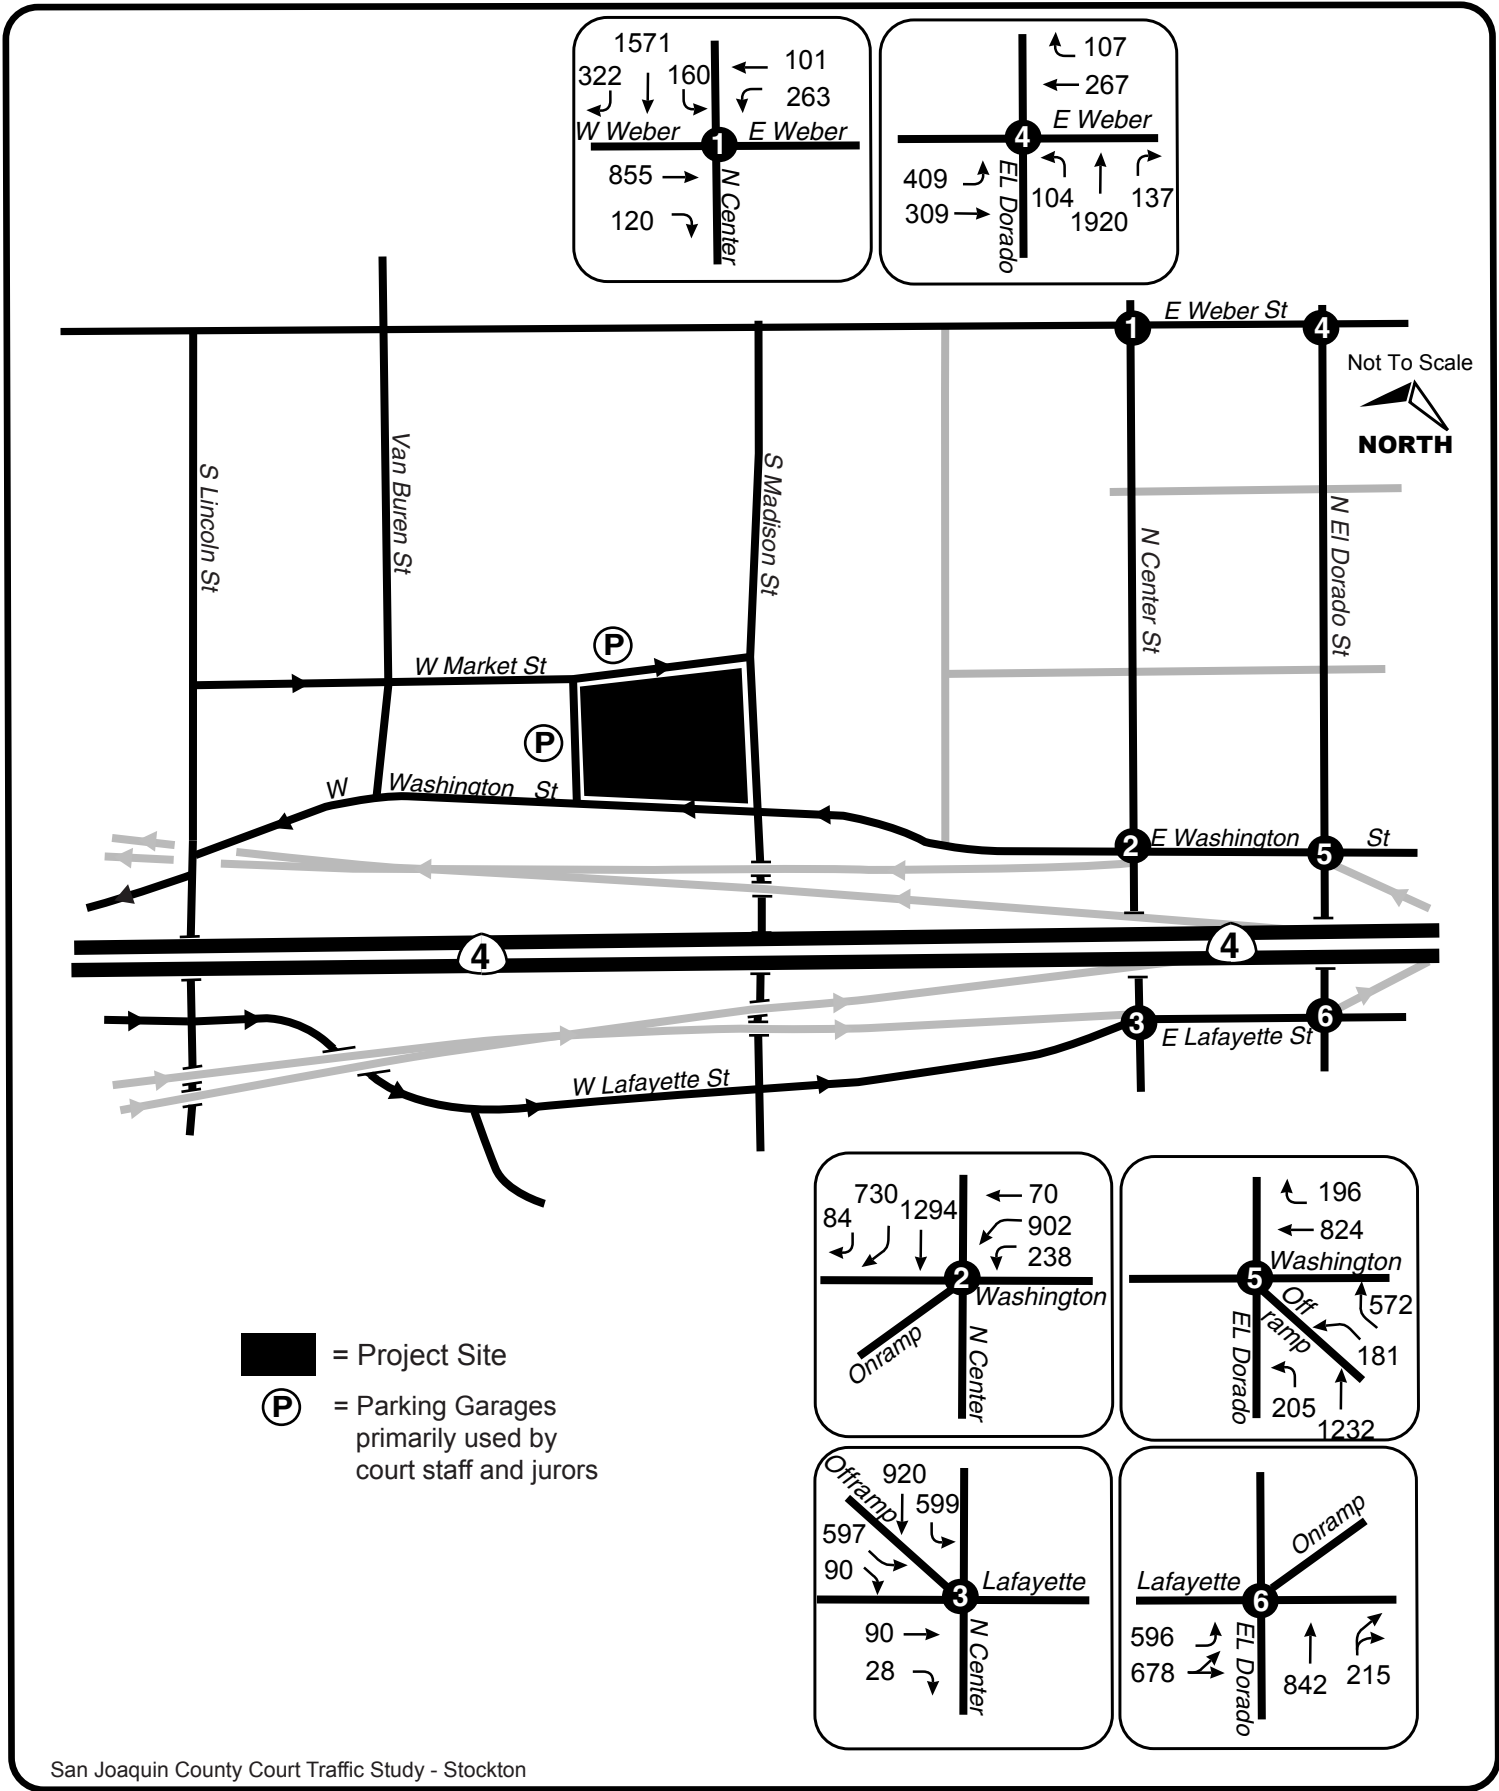 1571
322
160
101
263
W Weber
1
E Weber
855
120
N Center
107
267
E Weber
4
409
309
EL Dorado
104
1920
137
1
E Weber St
4
Not To Scale
NORTH
S Lincoln St
Van Buren St
S Madison St
N Center St
N El Dorado St
W Market St
P
P
W Washington St
2
E Washington St
5
4
4
3
E Lafayette St
6
W Lafayette St
84
730
1294
70
902
238
2
Washington
Onramp
N Center
196
824
Washington
5
Off
ramp
572
181
EL Dorado
205
1232
Offramp
920
599
597
90
3
Lafayette
90
28
N Center
Onramp
Lafayette
6
596
678
EL Dorado
842
215
= Project Site
P = Parking Garages
primarily used by
court staff and jurors
San Joaquin County Court Traffic Study - Stockton